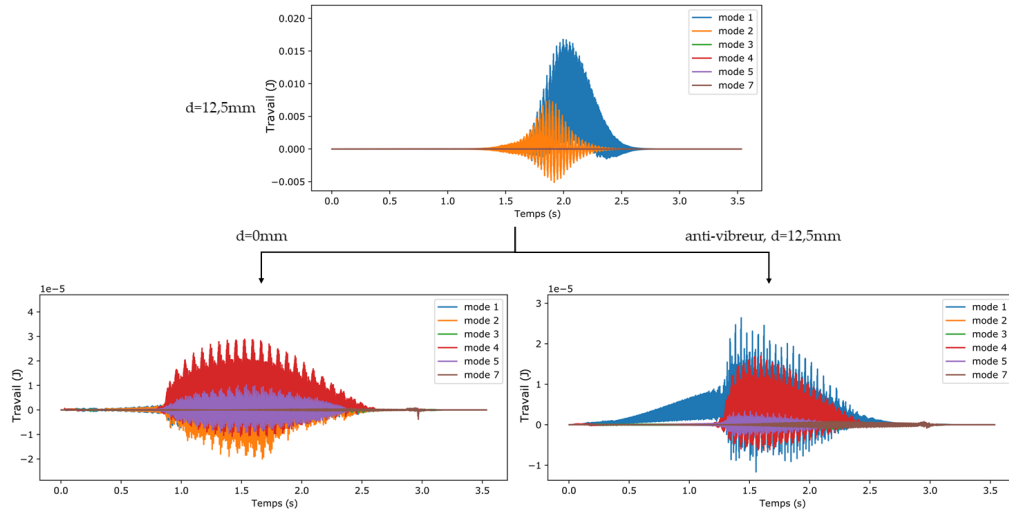 0.020
0.015
0.010
0.005
0.000
−0.005
Travail (J)
d=12,5mm
mode 1
mode 2
mode 3
mode 4
mode 5
mode 7
0.0 0.5 1.0 1.5 2.0 2.5 3.0 3.5
Temps (s)
d=0mm
anti-vibreur, d=12,5mm
1e−5
4
3
2
1
0
−1
−2
Travail (J)
mode 1
mode 2
mode 3
mode 4
mode 5
mode 7
0.0 0.5 1.0 1.5 2.0 2.5 3.0 3.5
Temps (s)
1e−5
3
2
1
0
−1
Travail (J)
mode 1
mode 2
mode 3
mode 4
mode 5
mode 7
0.0 0.5 1.0 1.5 2.0 2.5 3.0 3.5
Temps (s)